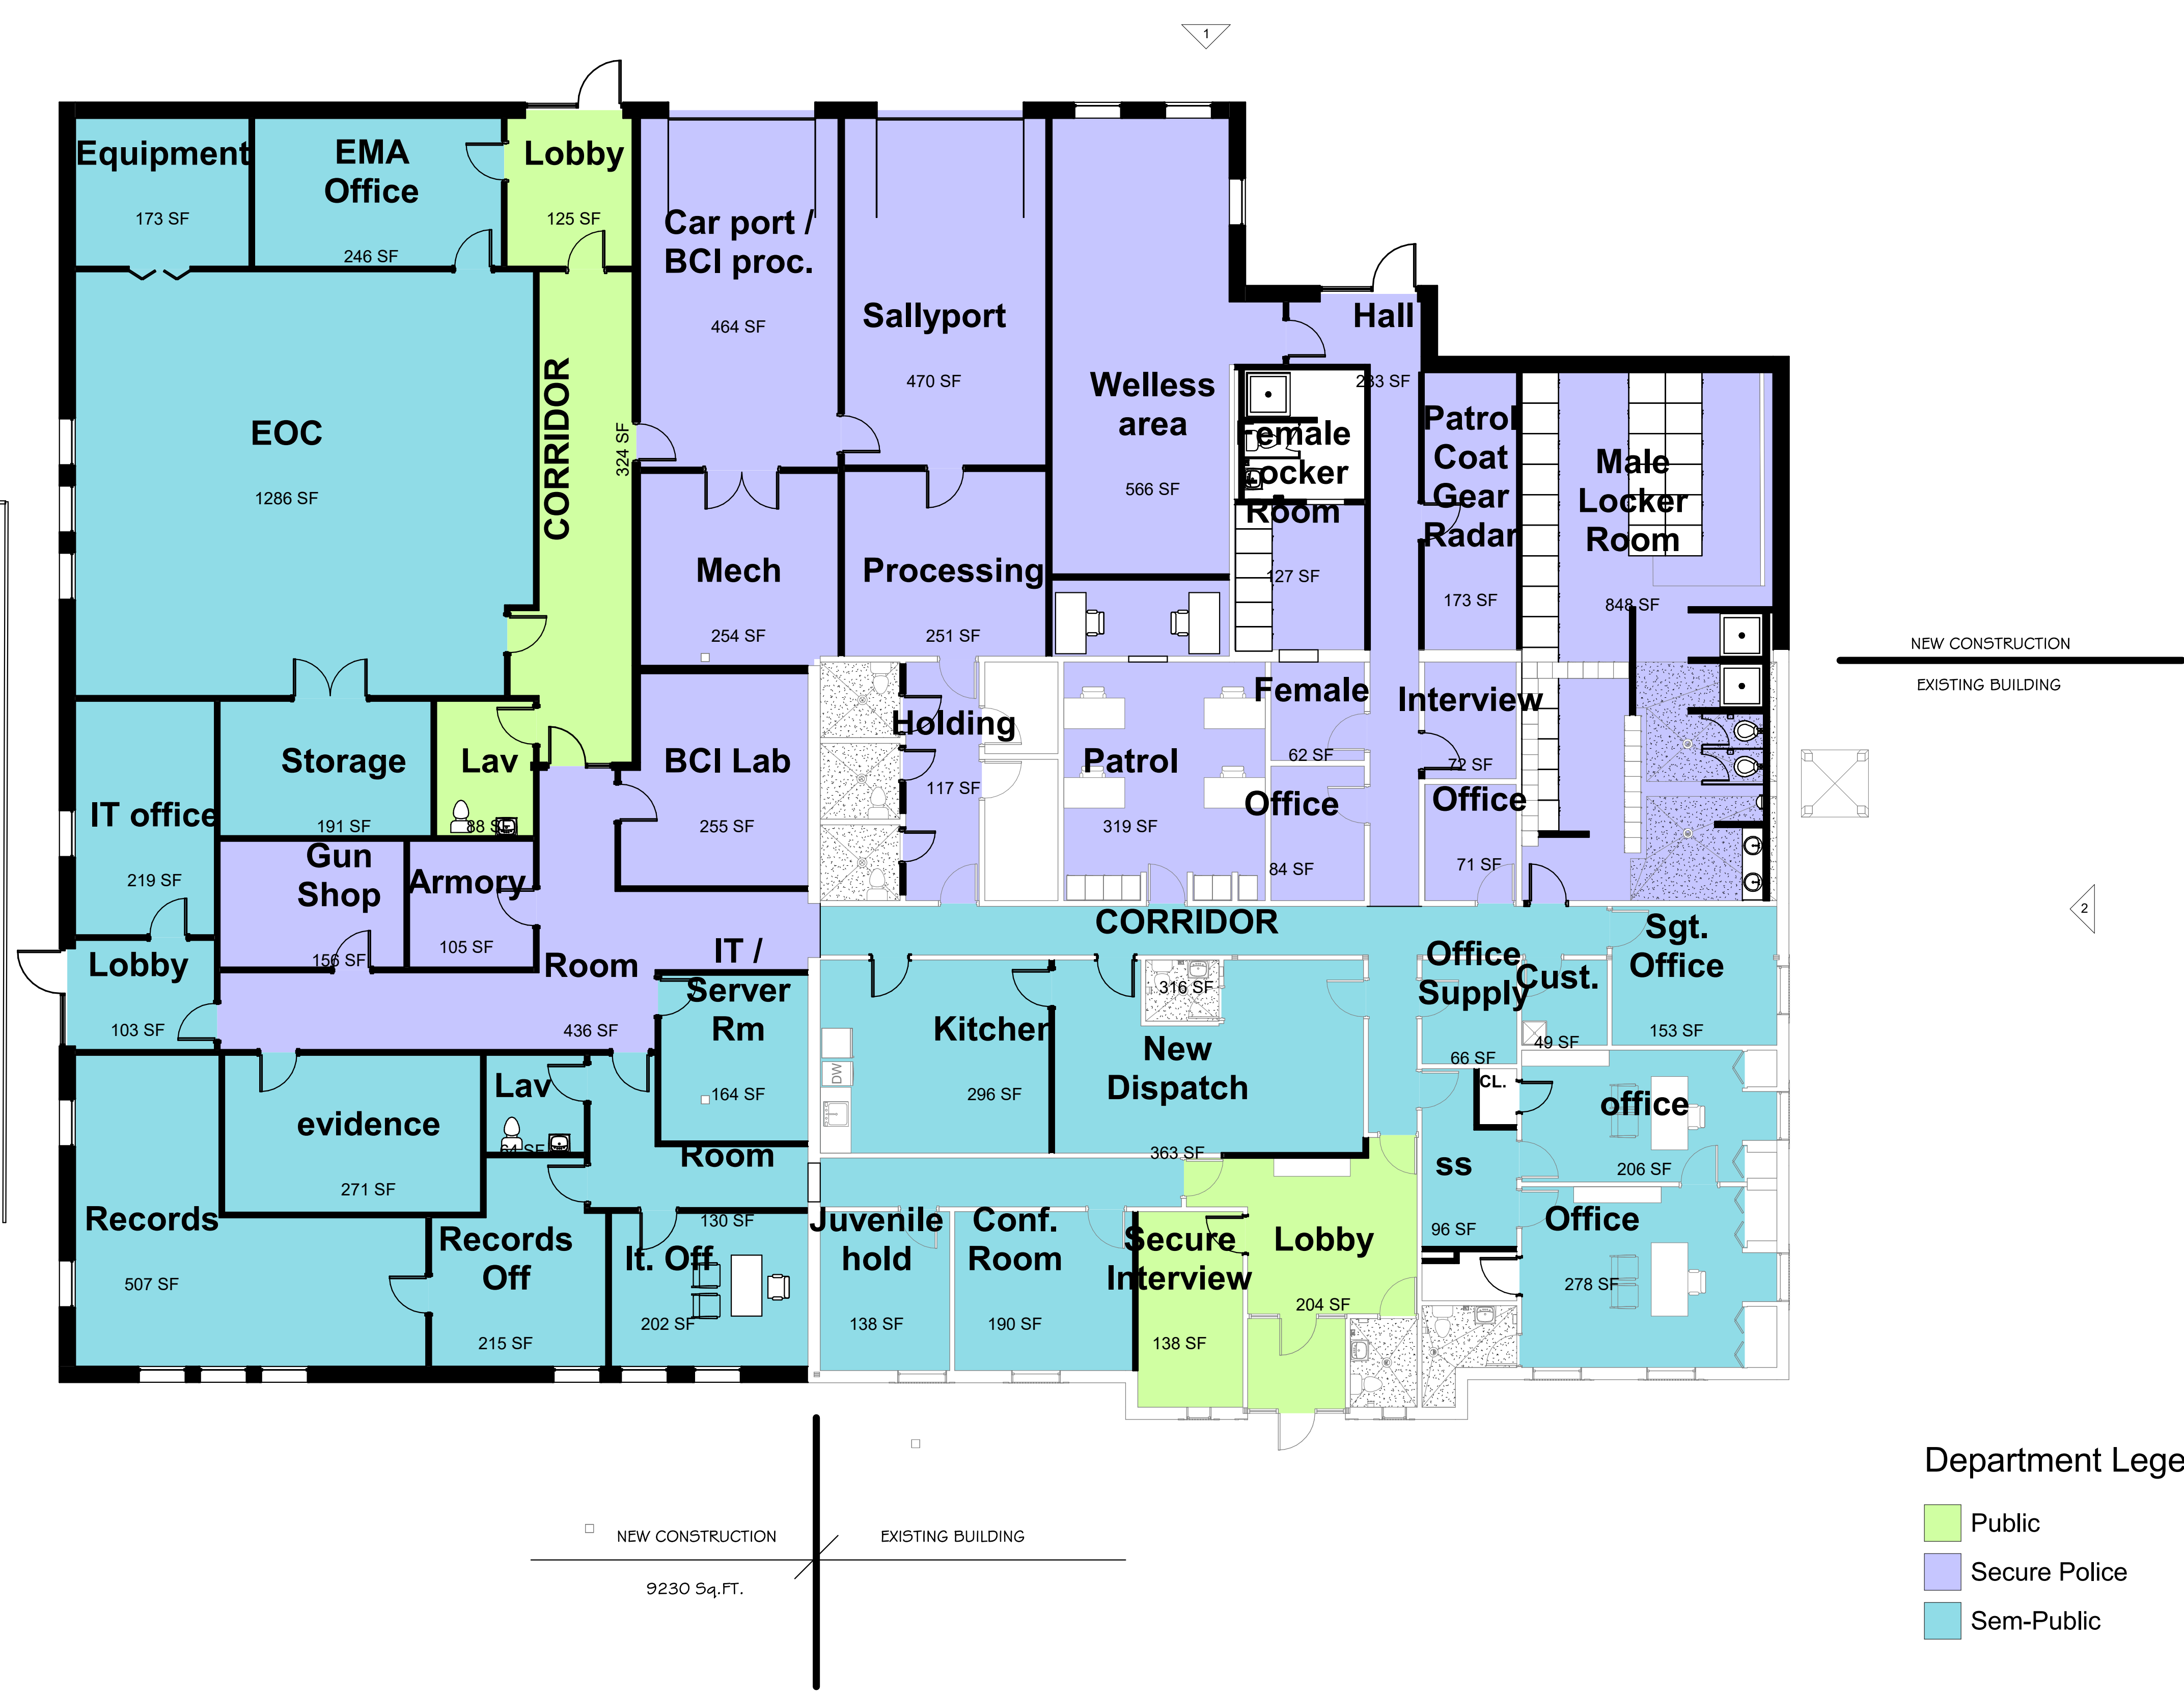 1
Equipment
173 SF
EMA
Office
246 SF
Lobby
125 SF
Car port /
BCI proc.
464 SF
Sallyport
470 SF
Welless
area
566 SF
Hall
233 SF
EOC
1286 SF
CORRIDOR
324 SF
Female
Locker
Room
127 SF
Patrol
Coat
Gear
Radar
173 SF
Male
Locker
Room
848 SF
Mech
254 SF
Processing
251 SF
NEW CONSTRUCTION
EXISTING BUILDING
Storage
191 SF
Lav
88 SF
BCI Lab
255 SF
Holding
117 SF
Patrol
319 SF
Female
62 SF
Office
84 SF
Interview
72 SF
Office
71 SF
IT office
219 SF
Gun
Shop
156 SF
Armory
105 SF
2
Lobby
103 SF
Room
436 SF
IT /
Server
Rm
164 SF
CORRIDOR
316 SF
Kitchen
296 SF
DW
New
Dispatch
363 SF
Office
Supply
66 SF
Cust.
49 SF
Sgt.
Office
153 SF
CL.
office
206 SF
evidence
271 SF
Lav
64 SF
Room
130 SF
ss
96 SF
Office
278 SF
Records
507 SF
Records
Off
215 SF
It. Off
202 SF
Juvenile
hold
138 SF
Conf.
Room
190 SF
Secure
Interview
138 SF
Lobby
204 SF
NEW CONSTRUCTION
EXISTING BUILDING
9230 Sq.FT.
Department Lege
Public
Secure Police
Sem-Public